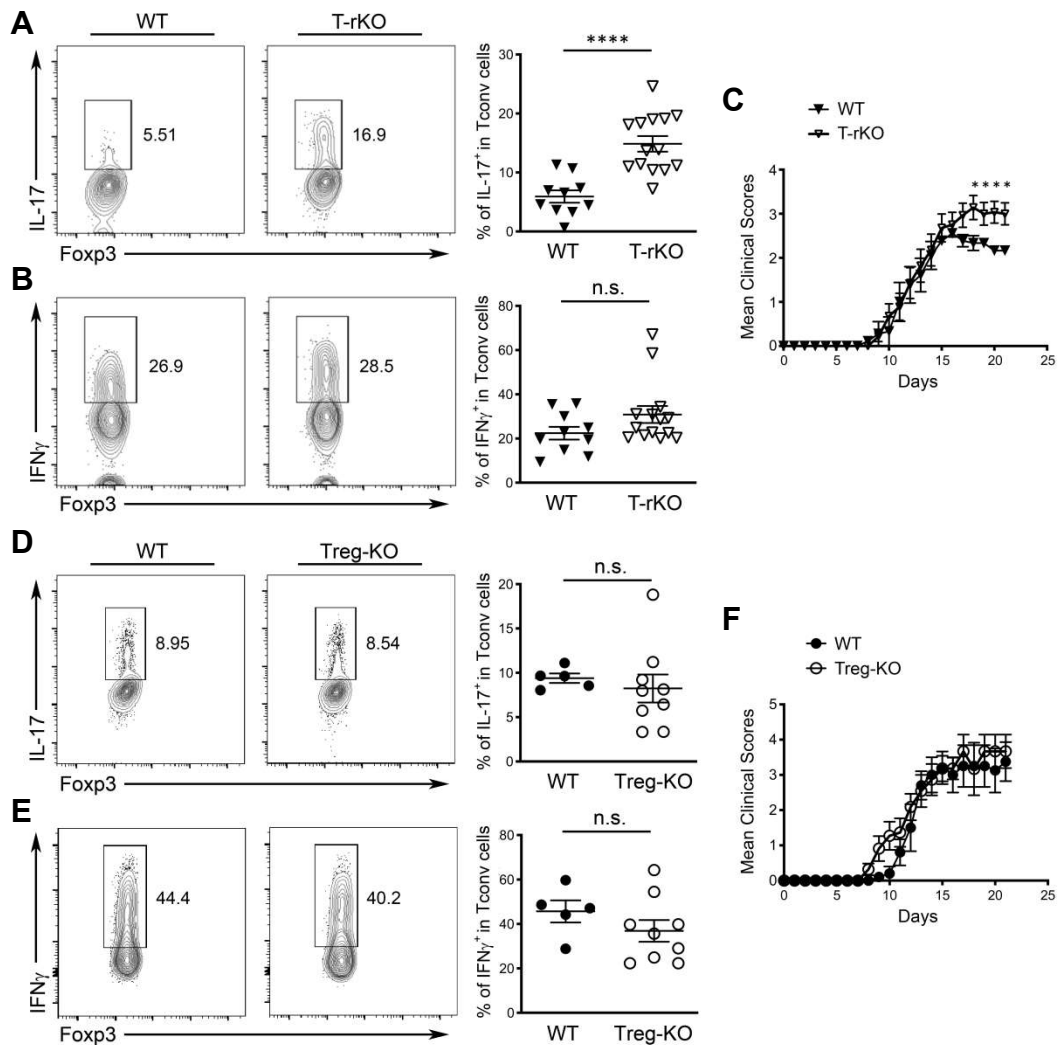 A
WT
T-rKO
IL-17
5.51
16.9
Foxp3
% of IL-17+ in Tconv cells
30
20
10
0
****
WT
T-rKO
B
IFNγ
26.9
28.5
Foxp3
% of IFNγ+ in Tconv cells
80
60
40
20
0
n.s.
WT
T-rKO
C
WT
T-rKO
Mean Clinical Scores
4
3
2
1
0
****
0
5
10
15
20
25
Days
D
WT
Treg-KO
IL-17
8.95
8.54
Foxp3
% of IL-17+ in Tconv cells
20
15
10
5
0
n.s.
WT
Treg-KO
E
IFNγ
44.4
40.2
Foxp3
% of IFNγ+ in Tconv cells
80
60
40
20
0
n.s.
WT
Treg-KO
F
WT
Treg-KO
Mean Clinical Scores
5
4
3
2
1
0
0
5
10
15
20
25
Days